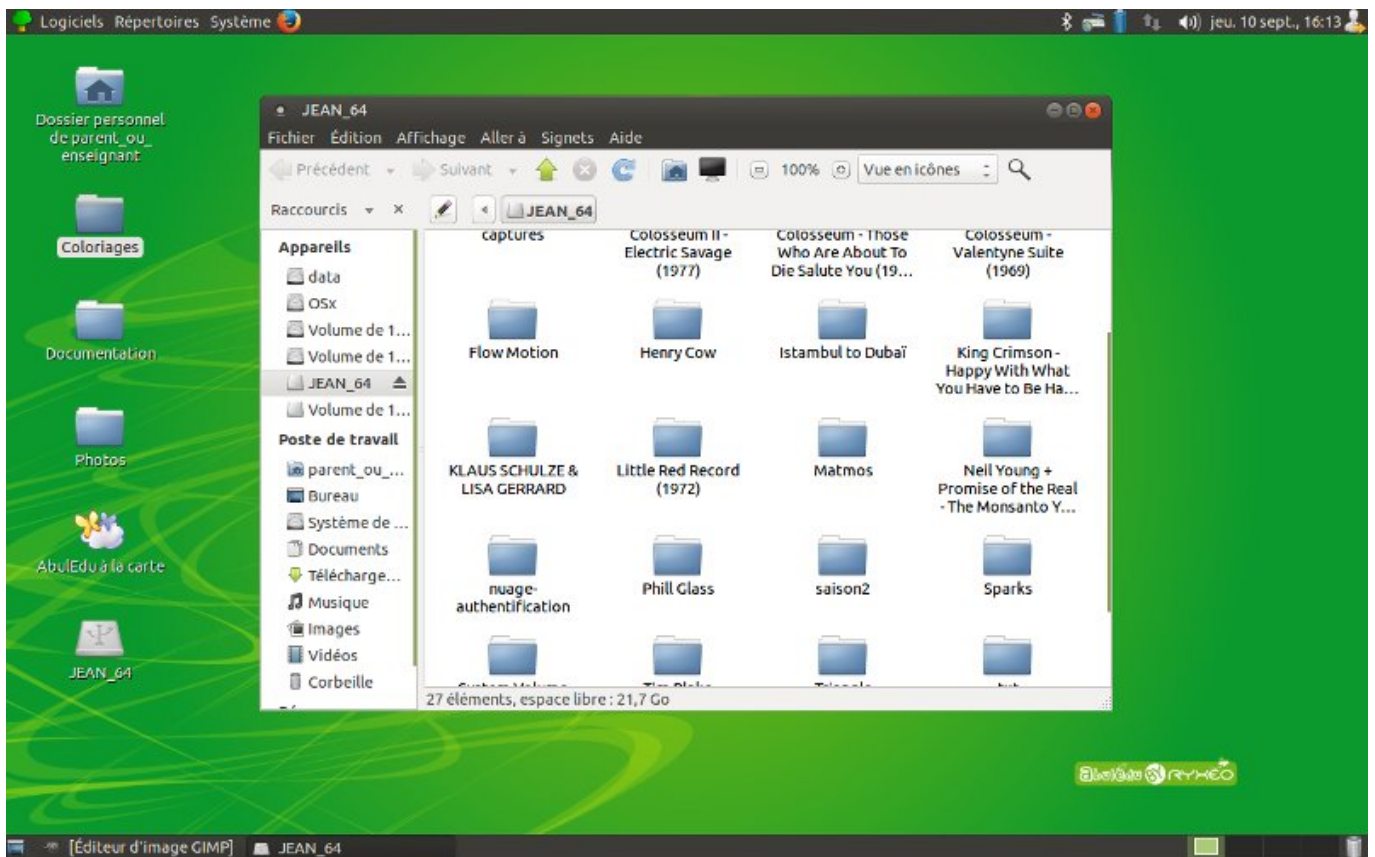 Logiciels Répertoires Système
jeu. 10 sept., 16:13
Dossier personnel
de parent_ou_
enseignant
Coloriages
Documentation
Photos
AbulEdu à la carte
JEAN_64
JEAN_64
Fichier Édition Affichage Aller à Signets Aide
Précédent Suivant 100% Vue en icônes
Raccourcis JEAN_64
Appareils
data
OSx
Volume de 1...
Volume de 1...
JEAN_64
Volume de 1...
Poste de travail
parent_ou_...
Bureau
Système de ...
Documents
Télécharge...
Musique
Images
Vidéos
Corbeille
captures
Colosseum II -
Electric Savage
(1977)
Colosseum - Those
Who Are About To
Die Salute You (19...
Colosseum -
Valentyne Suite
(1969)
Flow Motion
Henry Cow
Istambul to Dubaï
King Crimson -
Happy With What
You Have to Be Ha...
KLAUS SCHULZE &
LISA GERRARD
Little Red Record
(1972)
Matmos
Neil Young +
Promise of the Real
- The Monsanto Y...
nuage-
authentification
Phill Glass
saison2
Sparks
27 éléments, espace libre : 21,7 Go
AbulÉdu RYXÉO
[Éditeur d'image GIMP] JEAN_64